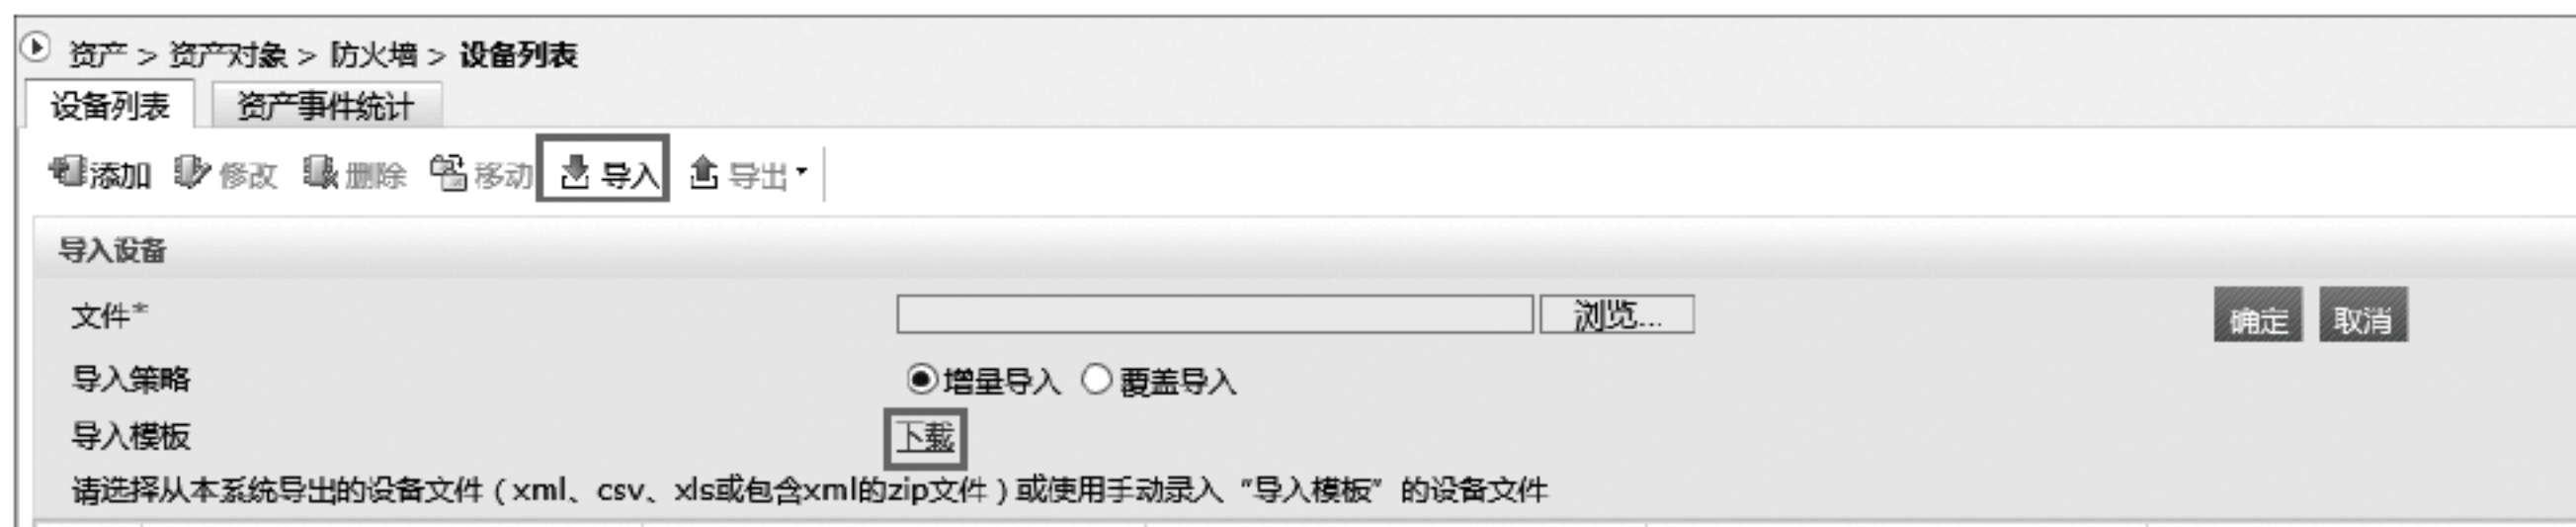 资产 > 资产对象 > 防火墙 > 设备列表
设备列表 资产事件统计
添加 修改 删除 移动 导入 导出
导入设备
文件* 浏览... 确定 取消
导入策略 增量导入 覆盖导入
导入模板 下载
请选择从本系统导出的设备文件（xml、csv、xls或包含xml的zip文件）或使用手动录入“导入模板”的设备文件